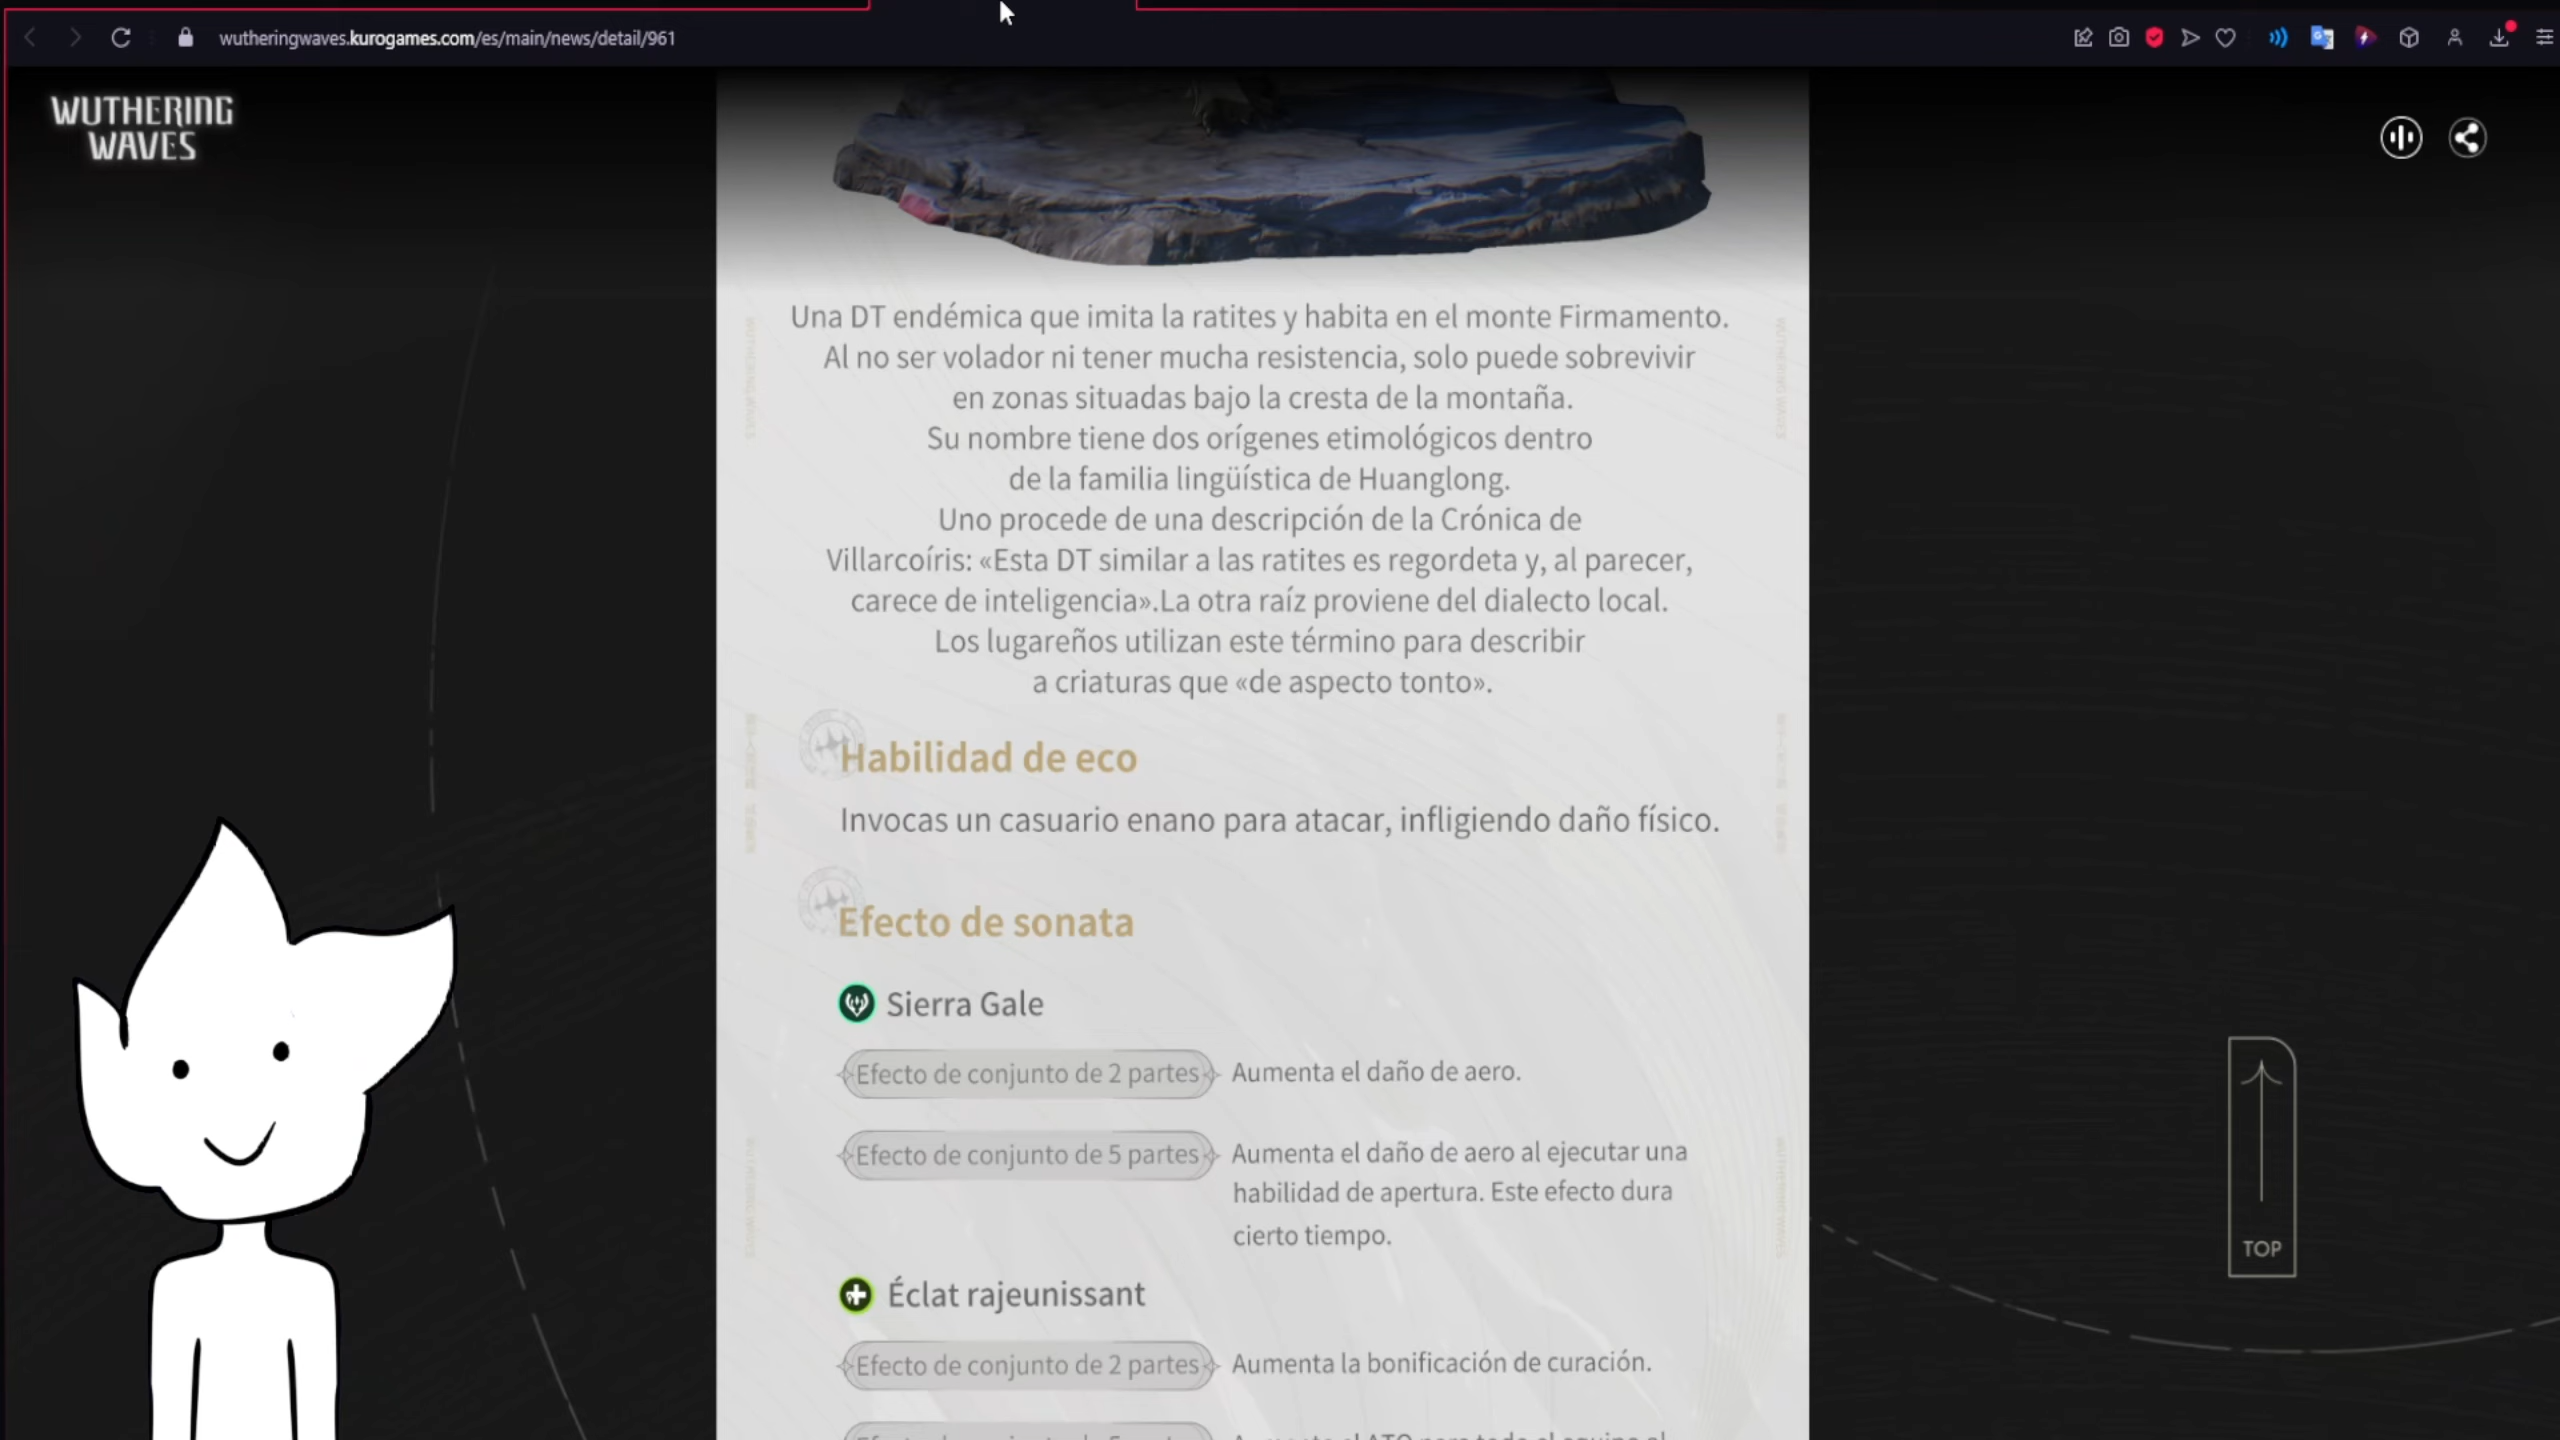 wutheringwaves.kurogames.com/es/main/news/detail/961
WUTHERING
WAVES
Una DT endémica que imita la ratites y habita en el monte Firmamento.
Al no ser volador ni tener mucha resistencia, solo puede sobrevivir
en zonas situadas bajo la cresta de la montaña.
Su nombre tiene dos orígenes etimológicos dentro
de la familia lingüística de Huanglong.
Uno procede de una descripción de la Crónica de
Villarcoíris: «Esta DT similar a las ratites es regordeta y, al parecer,
carece de inteligencia».La otra raíz proviene del dialecto local.
Los lugareños utilizan este término para describir
a criaturas que «de aspecto tonto».
Habilidad de eco
Invocas un casuario enano para atacar, infligiendo daño físico.
Efecto de sonata
Sierra Gale
Efecto de conjunto de 2 partes Aumenta el daño de aero.
Efecto de conjunto de 5 partes Aumenta el daño de aero al ejecutar una
habilidad de apertura. Este efecto dura
cierto tiempo.
TOP
Éclat rajeunissant
Efecto de conjunto de 2 partes Aumenta la bonificación de curación.